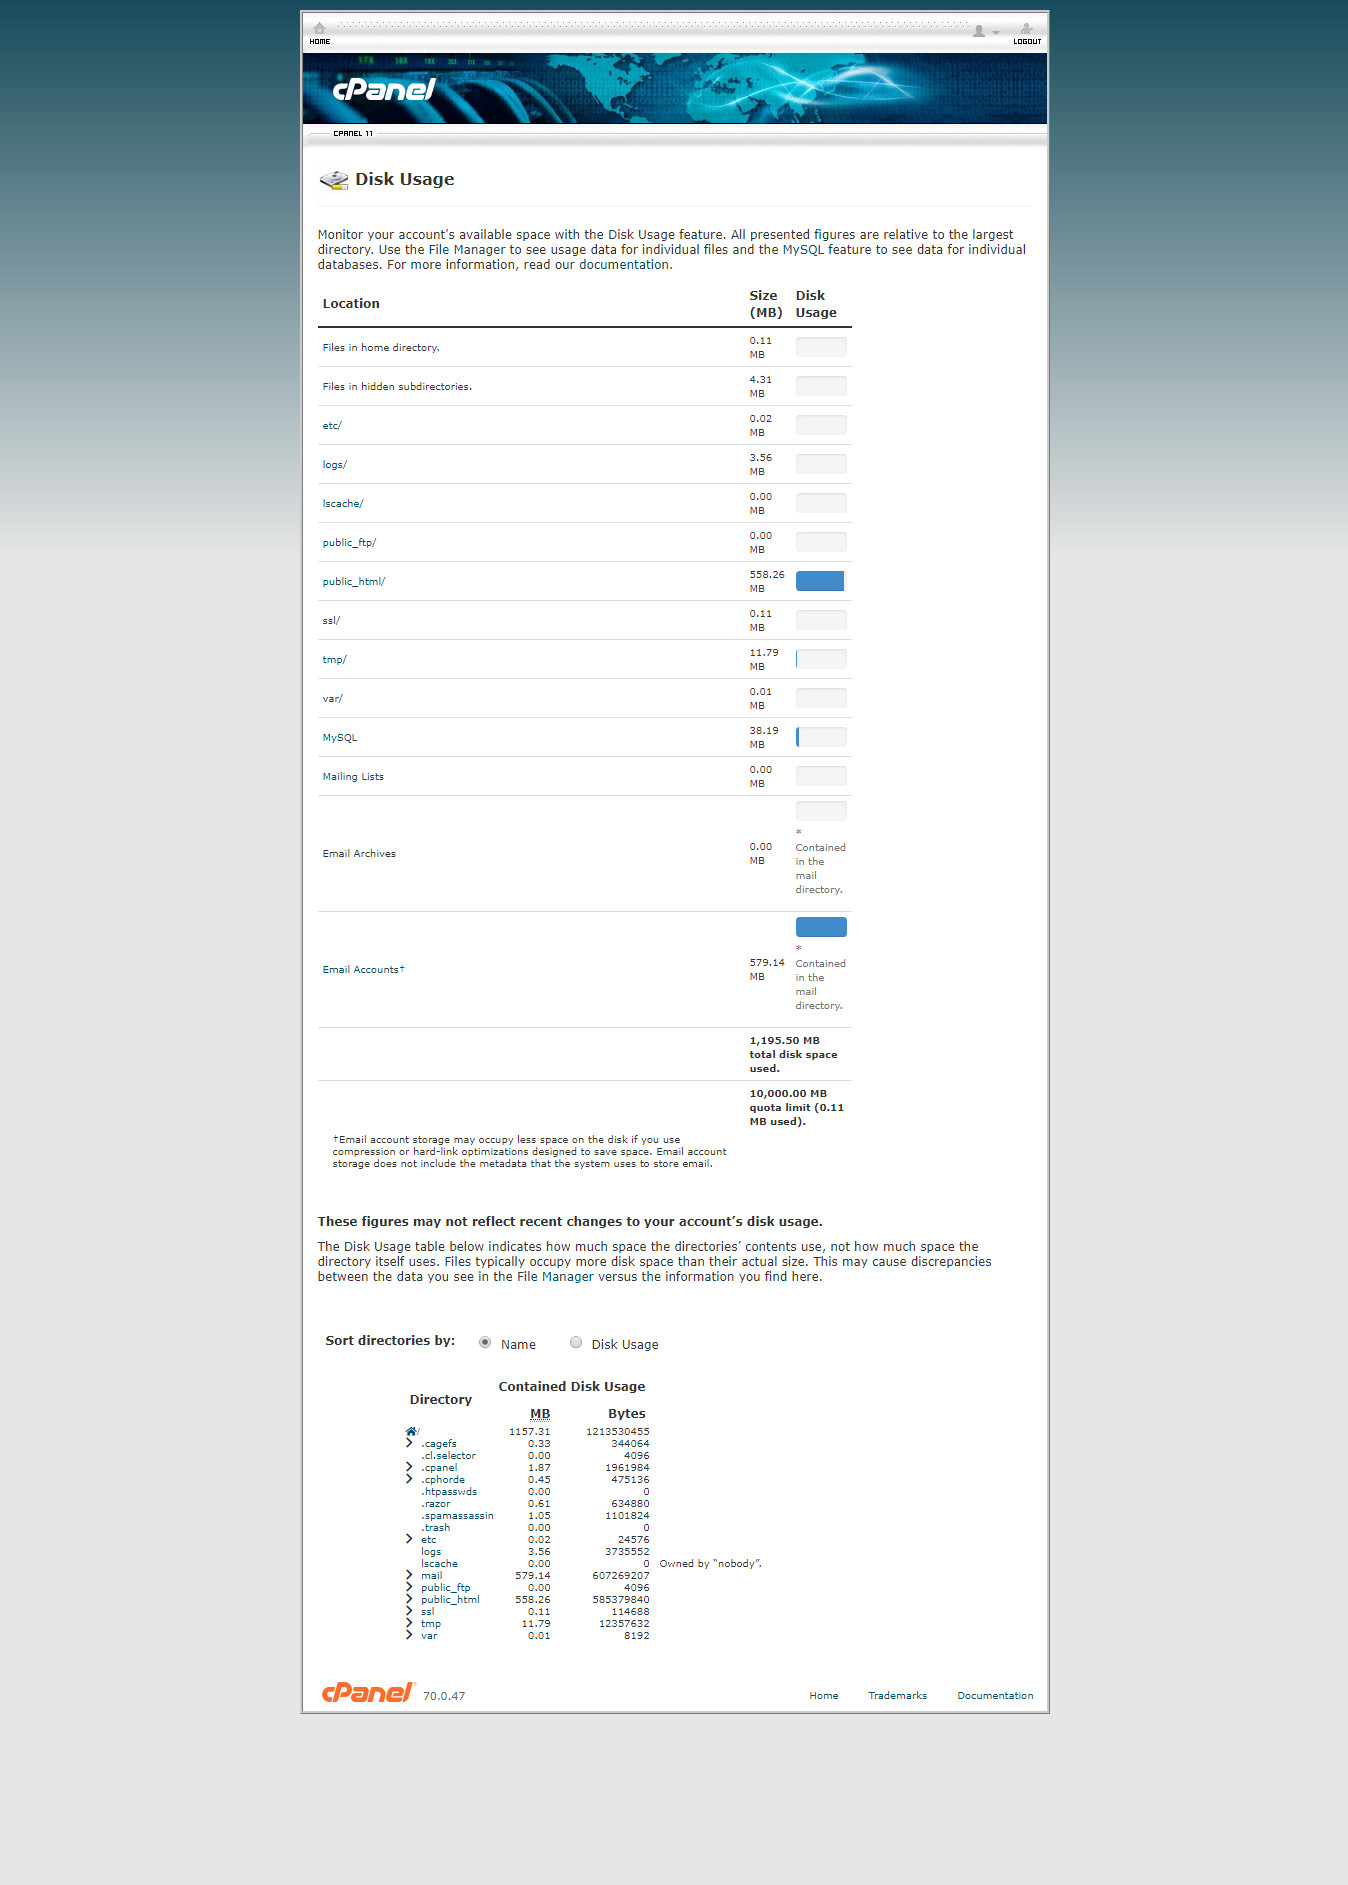 HOME
LOGOUT
17X 18X 11X 11X 11X 11X
cPanel
CPANEL 11
Disk Usage
Monitor your account's available space with the Disk Usage feature. All presented figures are relative to the largest
directory. Use the File Manager to see usage data for individual files and the MySQL feature to see data for individual
databases. For more information, read our documentation.
Location Size (MB) Disk Usage
Files in home directory. 0.11 MB
Files in hidden subdirectories. 4.31 MB
etc/ 0.02 MB
logs/ 3.56 MB
lscache/ 0.00 MB
public_ftp/ 0.00 MB
public_html/ 558.26 MB
ssl/ 0.11 MB
tmp/ 11.79 MB
var/ 0.01 MB
MySQL 38.19 MB
Mailing Lists 0.00 MB
Email Archives 0.00 MB * Contained in the mail directory.
Email Accounts† 579.14 MB * Contained in the mail directory.
1,195.50 MB
total disk space
used.
10,000.00 MB
quota limit (0.11
MB used).
†Email account storage may occupy less space on the disk if you use
compression or hard-link optimizations designed to save space. Email account
storage does not include the metadata that the system uses to store email.
These figures may not reflect recent changes to your account’s disk usage.
The Disk Usage table below indicates how much space the directories’ contents use, not how much space the
directory itself uses. Files typically occupy more disk space than their actual size. This may cause discrepancies
between the data you see in the File Manager versus the information you find here.
Sort directories by: Name Disk Usage
Directory Contained Disk Usage
MB Bytes
/ 1157.31 1213530455
.cagefs 0.33 344064
.cl.selector 0.00 4096
.cpanel 1.87 1961984
.cphorde 0.45 475136
.htpasswds 0.00 0
.razor 0.61 634880
.spamassassin 1.05 1101824
.trash 0.00 0
etc 0.02 24576
logs 3.56 3735552
lscache 0.00 0 Owned by “nobody”.
mail 579.14 607269207
public_ftp 0.00 4096
public_html 558.26 585379840
ssl 0.11 114688
tmp 11.79 12357632
var 0.01 8192
cPanel 70.0.47 Home Trademarks Documentation